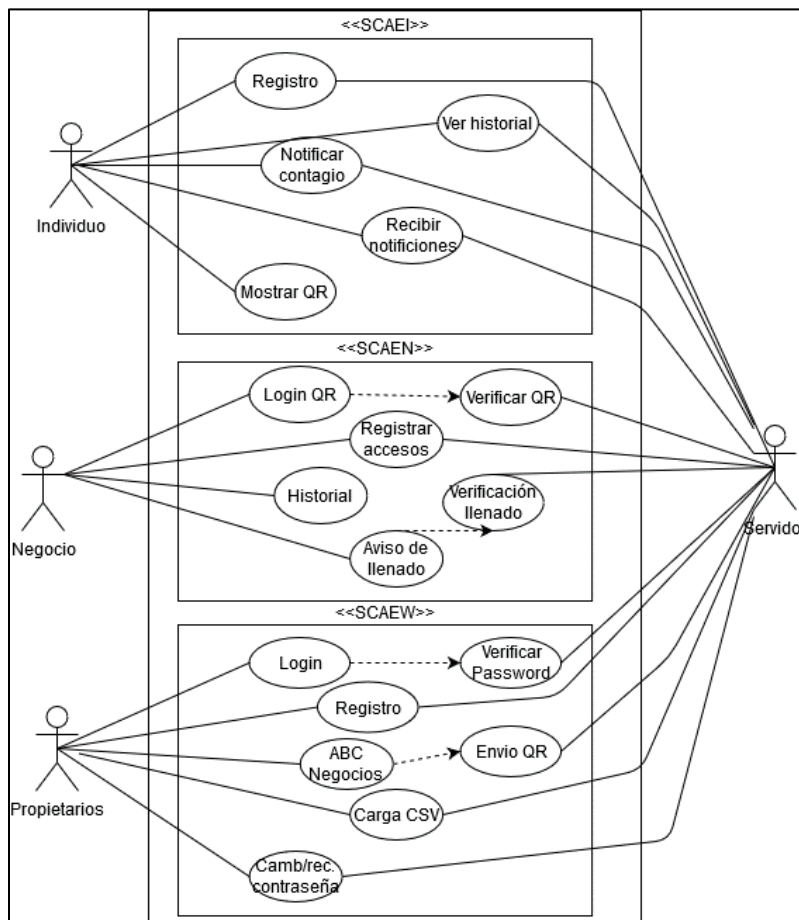 <<SCAEI>>
Registro
Ver historial
Notificar
contagio
Individuo
Recibir
notificiones
Mostrar QR
<<SCAEN>>
Login QR
Verificar QR
Registrar
accesos
Historial
Verificación
llenado
Negocio
Aviso de
llenado
Servido
<<SCAEW>>
Login
Verificar
Password
Registro
ABC
Negocios
Envio QR
Propietarios
Carga CSV
Camb/rec.
contraseña